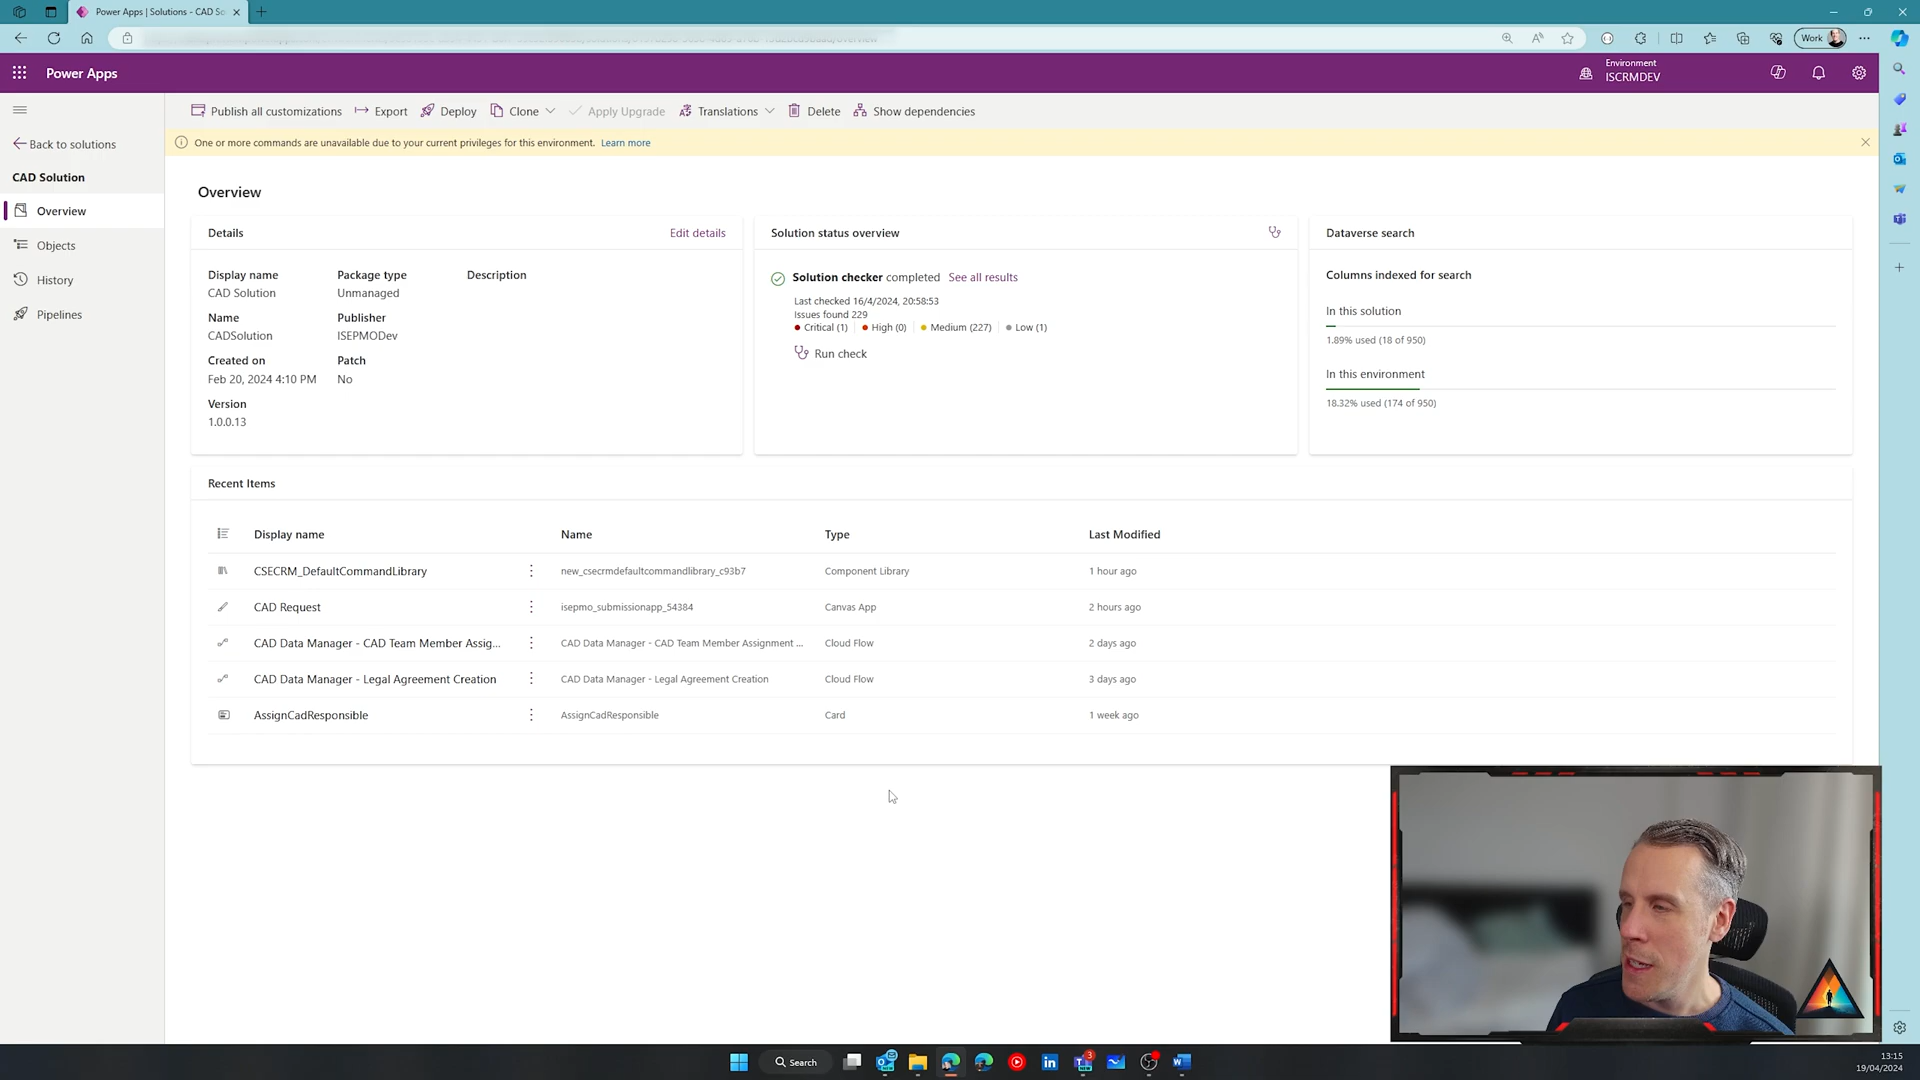 Power Apps | Solutions - CAD So
Work
Power Apps
Environment
ISCRMDEV
Publish all customizations
Export
Deploy
Clone
Apply Upgrade
Translations
Delete
Show dependencies
One or more commands are unavailable due to your current privileges for this environment. Learn more
Back to solutions
CAD Solution
Overview
Objects
History
Pipelines
Overview
Details
Edit details
Display name
CAD Solution
Package type
Unmanaged
Description
Name
CADSolution
Publisher
ISEPMODev
Created on
Feb 20, 2024 4:10 PM
Patch
No
Version
1.0.0.13
Solution status overview
Solution checker completed See all results
Last checked 16/4/2024, 20:58:53
Issues found 229
Critical (1) High (0) Medium (227) Low (1)
Run check
Dataverse search
Columns indexed for search
In this solution
1.89% used (18 of 950)
In this environment
18.32% used (174 of 950)
Recent Items
Display name Name Type Last Modified
CSECRM_DefaultCommandLibrary new_csecrmdefaultcommandlibrary_c93b7 Component Library 1 hour ago
CAD Request isepmo_submissionapp_54384 Canvas App 2 hours ago
CAD Data Manager - CAD Team Member Assig... CAD Data Manager - CAD Team Member Assignment ... Cloud Flow 2 days ago
CAD Data Manager - Legal Agreement Creation CAD Data Manager - Legal Agreement Creation Cloud Flow 3 days ago
AssignCadResponsible AssignCadResponsible Card 1 week ago
Search
3
13:15
19/04/2024